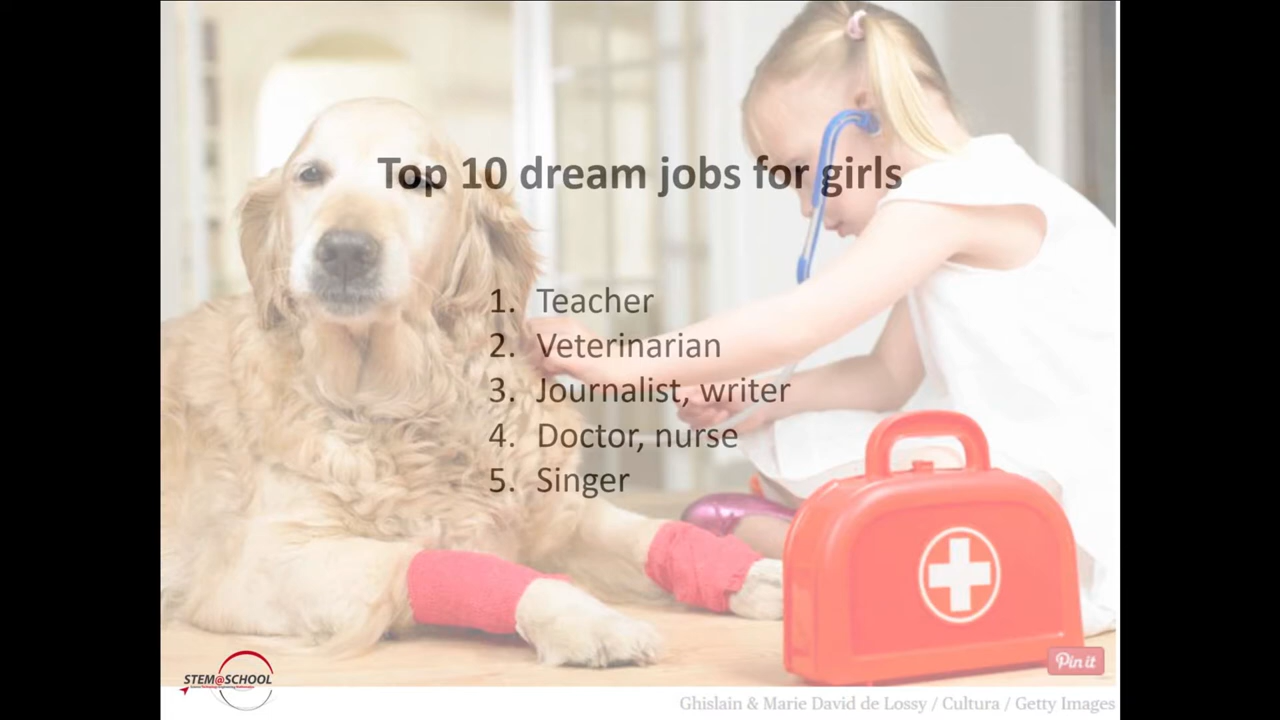 Top 10 dream jobs for girls
1. Teacher
2. Veterinarian
3. Journalist, writer
4. Doctor, nurse
5. Singer
Pin it
STEM@SCHOOL
Ghislain & Marie David de Lossy / Cultura / Getty Images